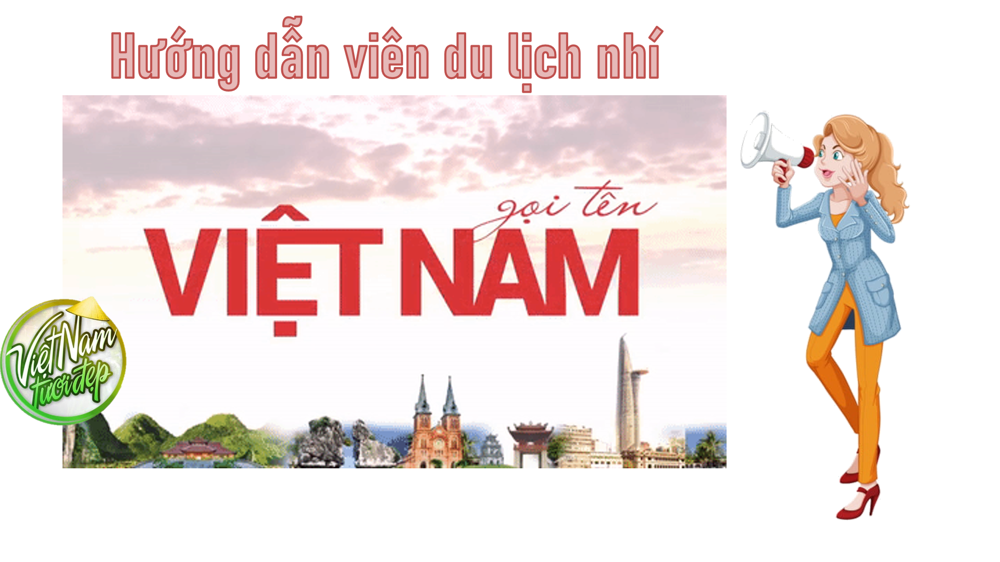 Hướng dẫn viên du lịch nhí
gọi tên
VIỆT NAM
Việt Nam
tươi đẹp